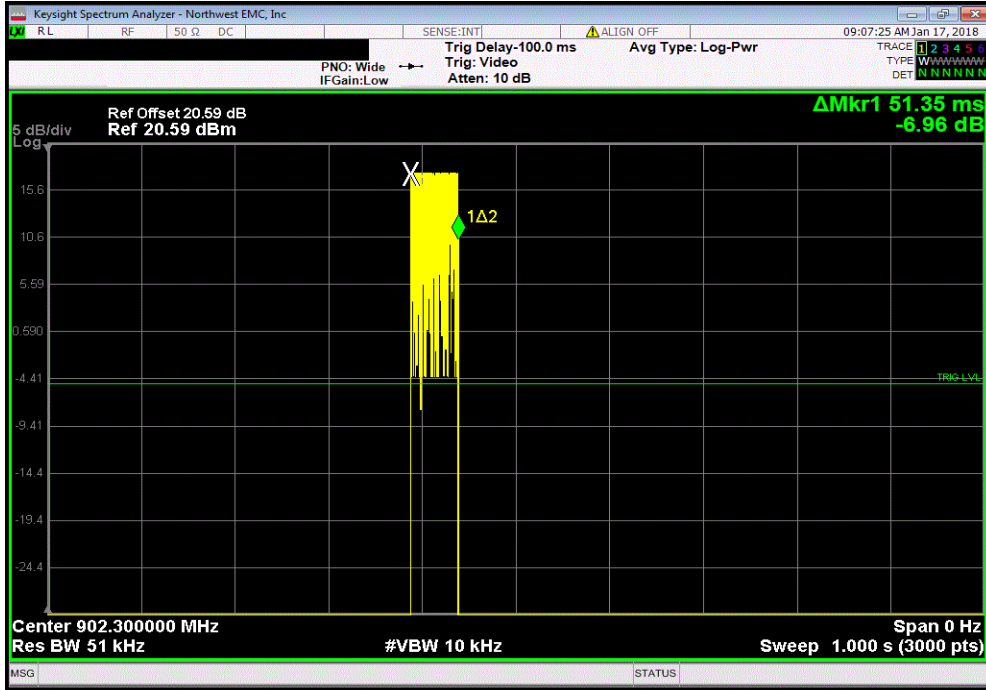 Keysight Spectrum Analyzer - Northwest EMC, Inc
LXI RL RF 50 Ω DC SENSE:INT ALIGN OFF 09:07:25 AM Jan 17, 2018
Trig Delay-100.0 ms Avg Type: Log-Pwr TRACE 1 2 3 4 5 6
PNO: Wide Trig: Video TYPE WWWWWW
IFGain:Low Atten: 10 dB DET N N N N N N
ΔMkr1 51.35 ms
Ref Offset 20.59 dB
5 dB/div Ref 20.59 dBm -6.96 dB
Log
X
15.6
1Δ2
10.6
5.59
0.590
-4.41
TRIG LVL
-9.41
-14.4
-19.4
-24.4
Center 902.300000 MHz Span 0 Hz
Res BW 51 kHz #VBW 10 kHz Sweep 1.000 s (3000 pts)
MSG STATUS